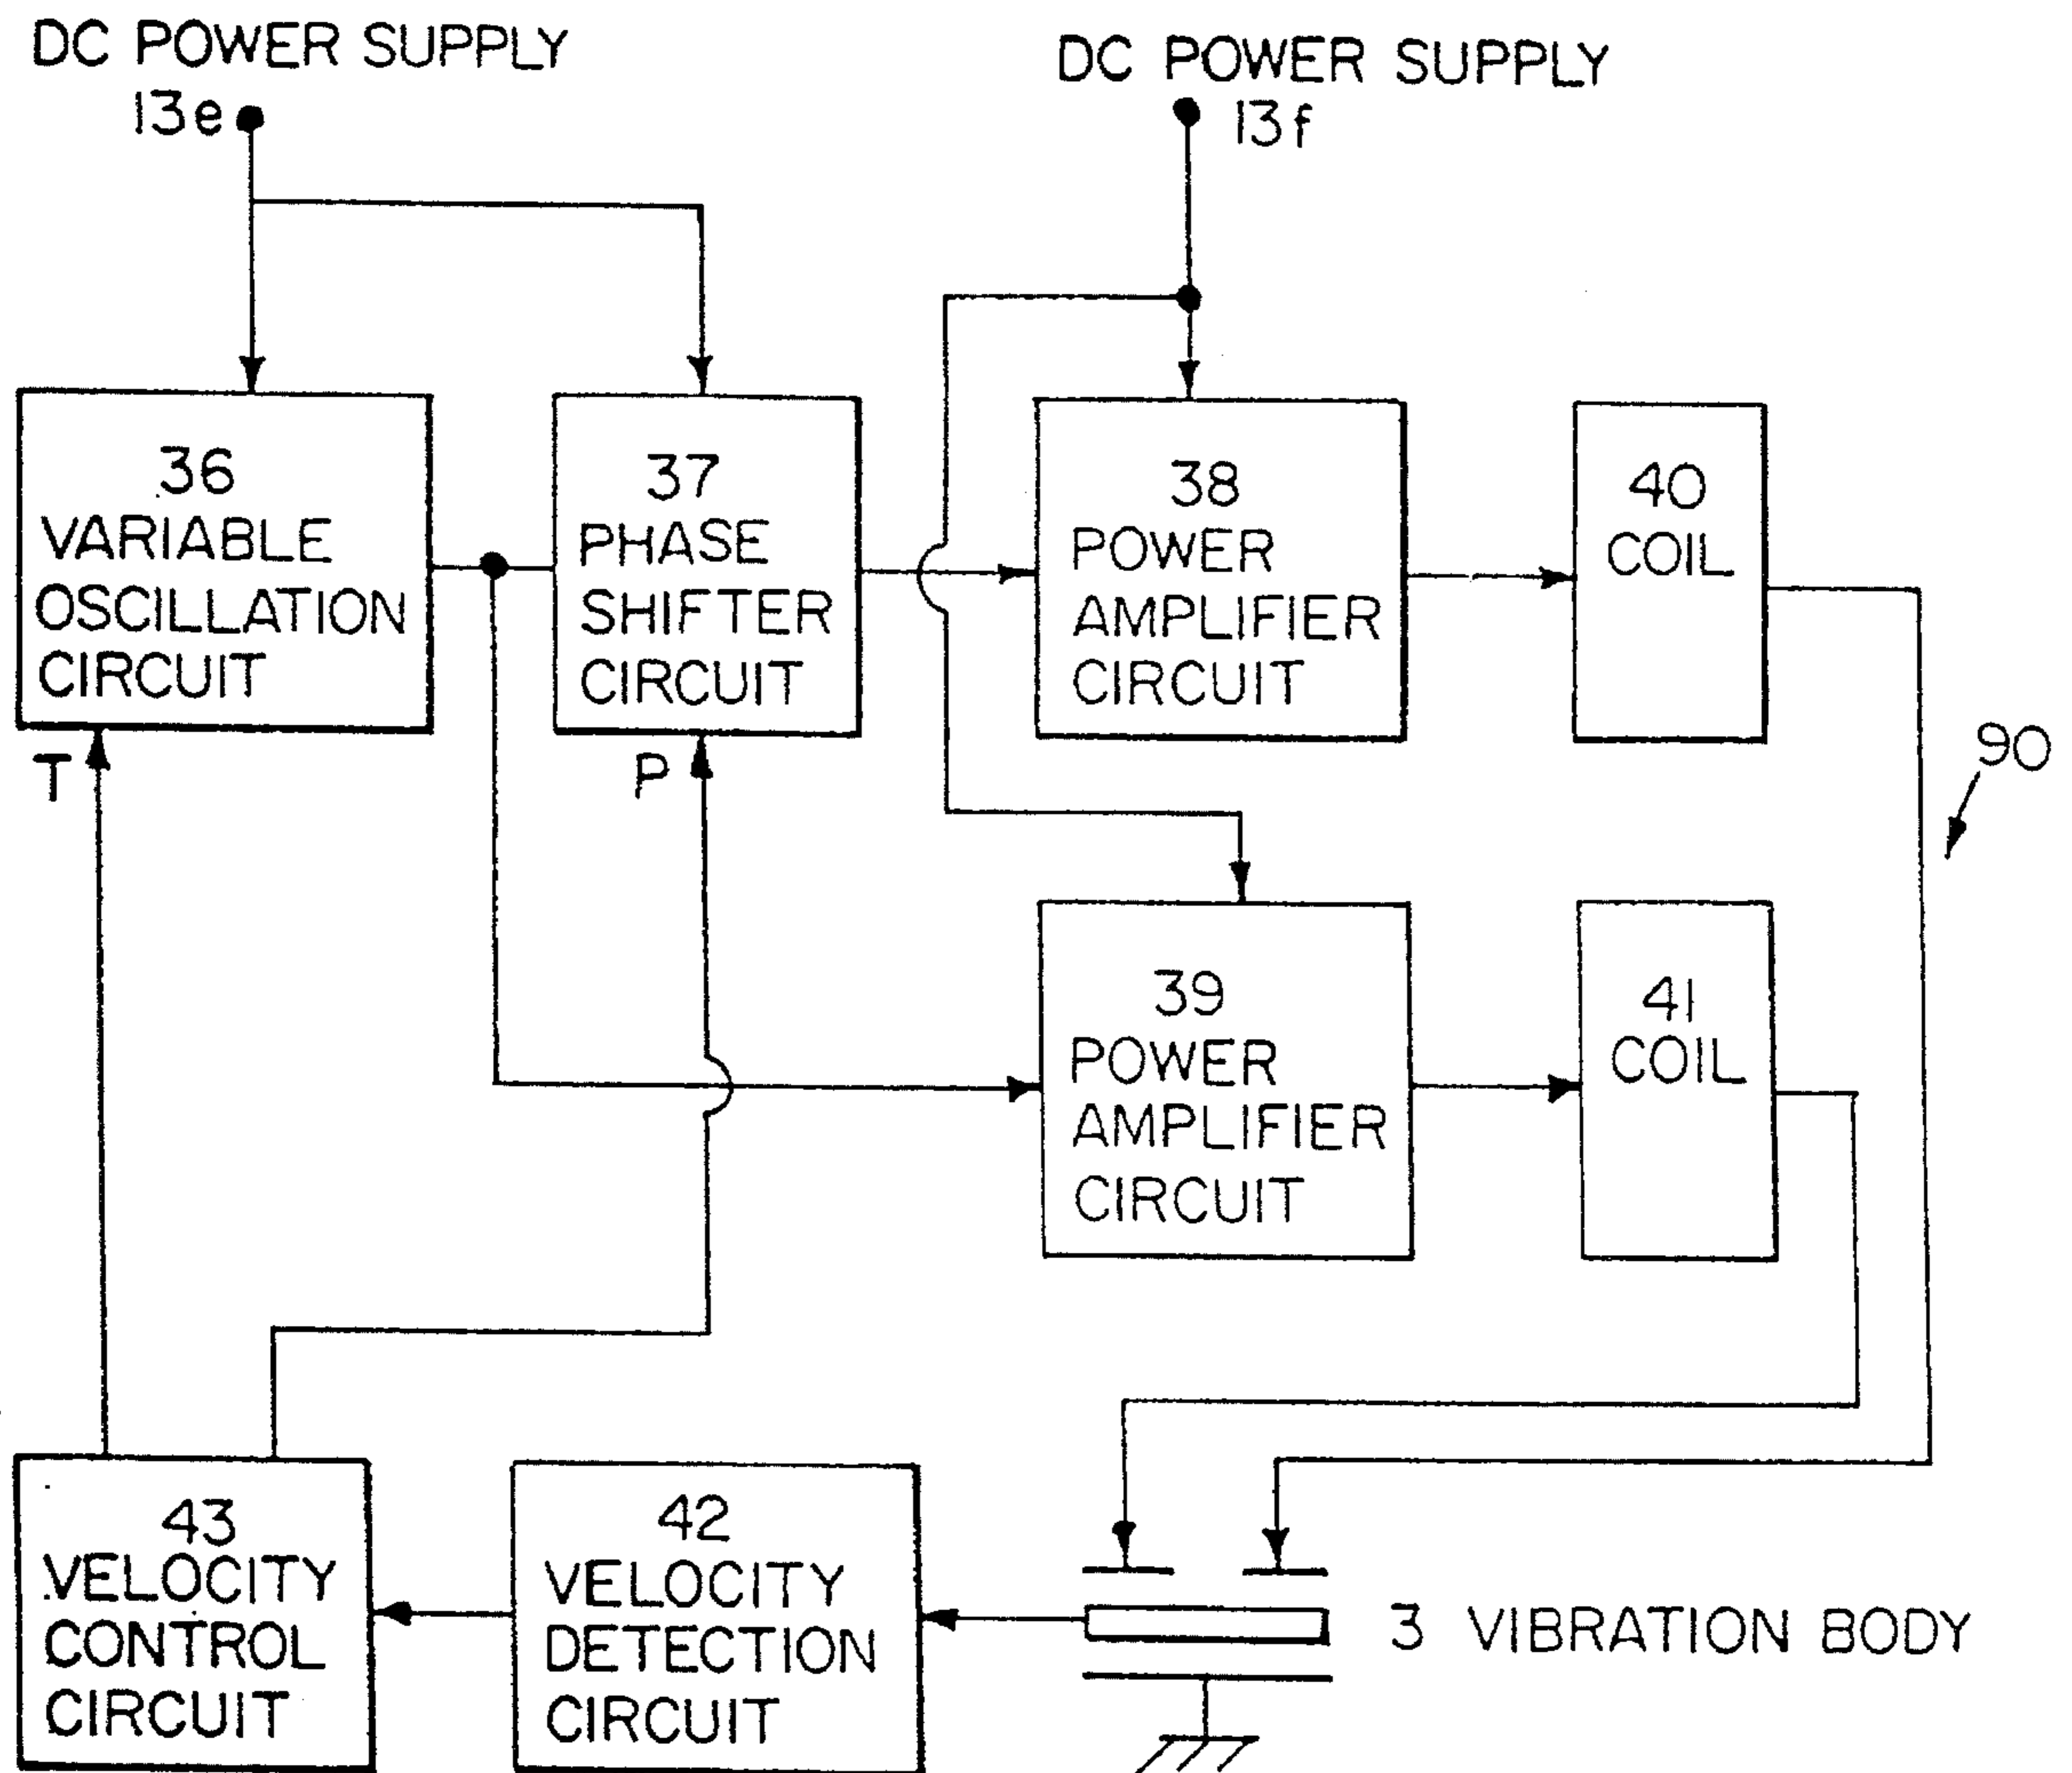 DC POWER SUPPLY
13e
DC POWER SUPPLY
13f
36
VARIABLE
OSCILLATION
CIRCUIT
37
PHASE
SHIFTER
CIRCUIT
38
POWER
AMPLIFIER
CIRCUIT
40
COIL
T
P
90
39
POWER
AMPLIFIER
CIRCUIT
41
COIL
43
VELOCITY
CONTROL
CIRCUIT
42
VELOCITY
DETECTION
CIRCUIT
3 VIBRATION BODY